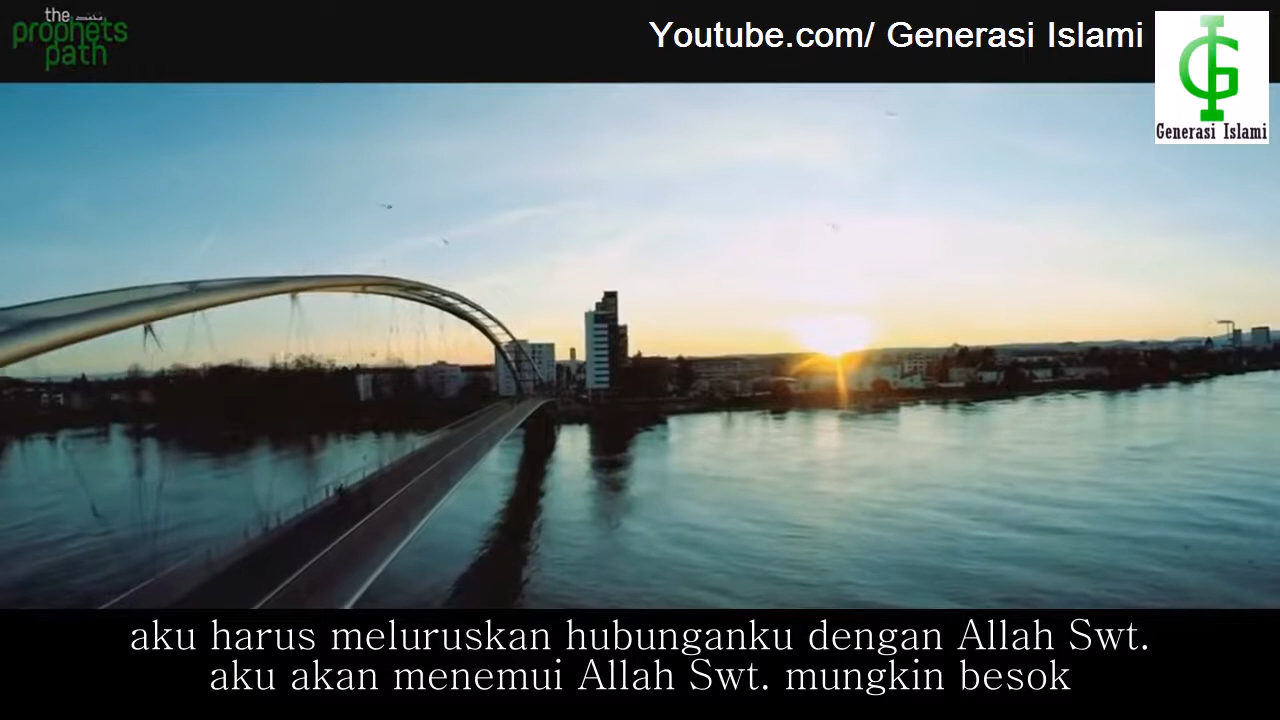 the
prophets
path
Youtube.com/ Generasi Islami
GI
Generasi Islami
aku harus meluruskan hubunganku dengan Allah Swt.
aku akan menemui Allah Swt. mungkin besok